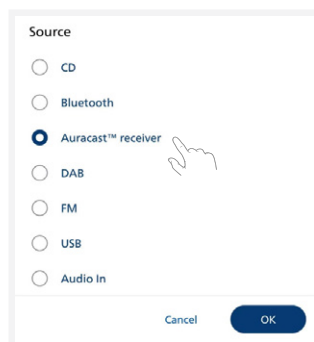 Source
CD
Bluetooth
Auracast™ receiver
DAB
FM
USB
Audio In
Cancel OK